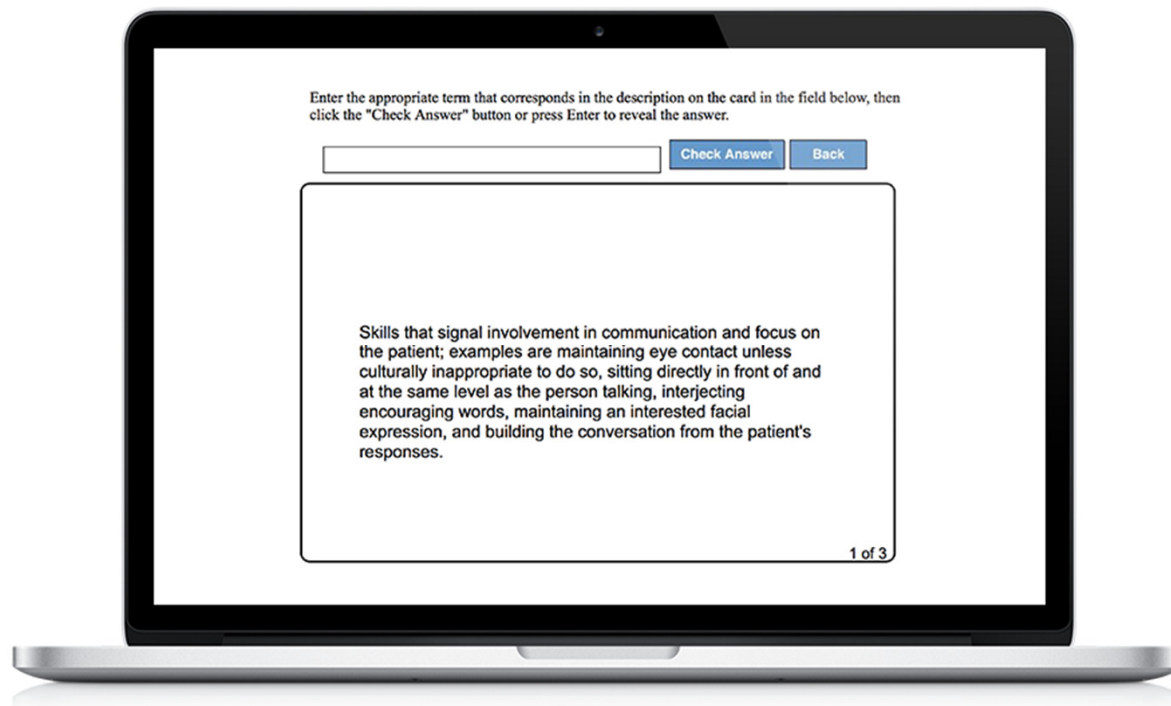 Enter the appropriate term that corresponds in the description on the card in the field below, then
click the "Check Answer" button or press Enter to reveal the answer.
Check Answer Back
Skills that signal involvement in communication and focus on
the patient; examples are maintaining eye contact unless
culturally inappropriate to do so, sitting directly in front of and
at the same level as the person talking, interjecting
encouraging words, maintaining an interested facial
expression, and building the conversation from the patient's
responses.
1 of 3